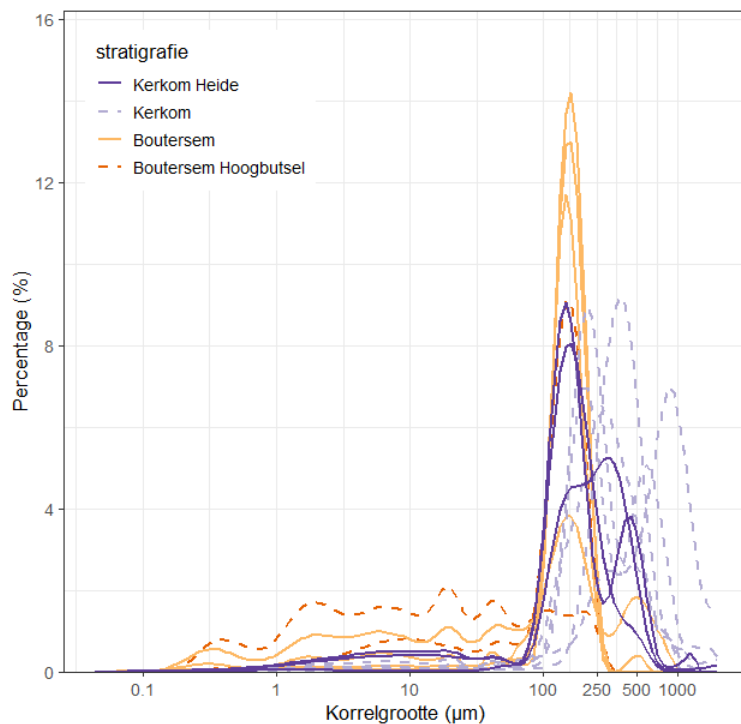 16
12
8
4
0
Percentage (%)
stratigrafie
Kerkom Heide
Kerkom
Boutersem
Boutersem Hoogbutsel
0.1 1 10 100 250 500 1000
Korrelgrootte (µm)